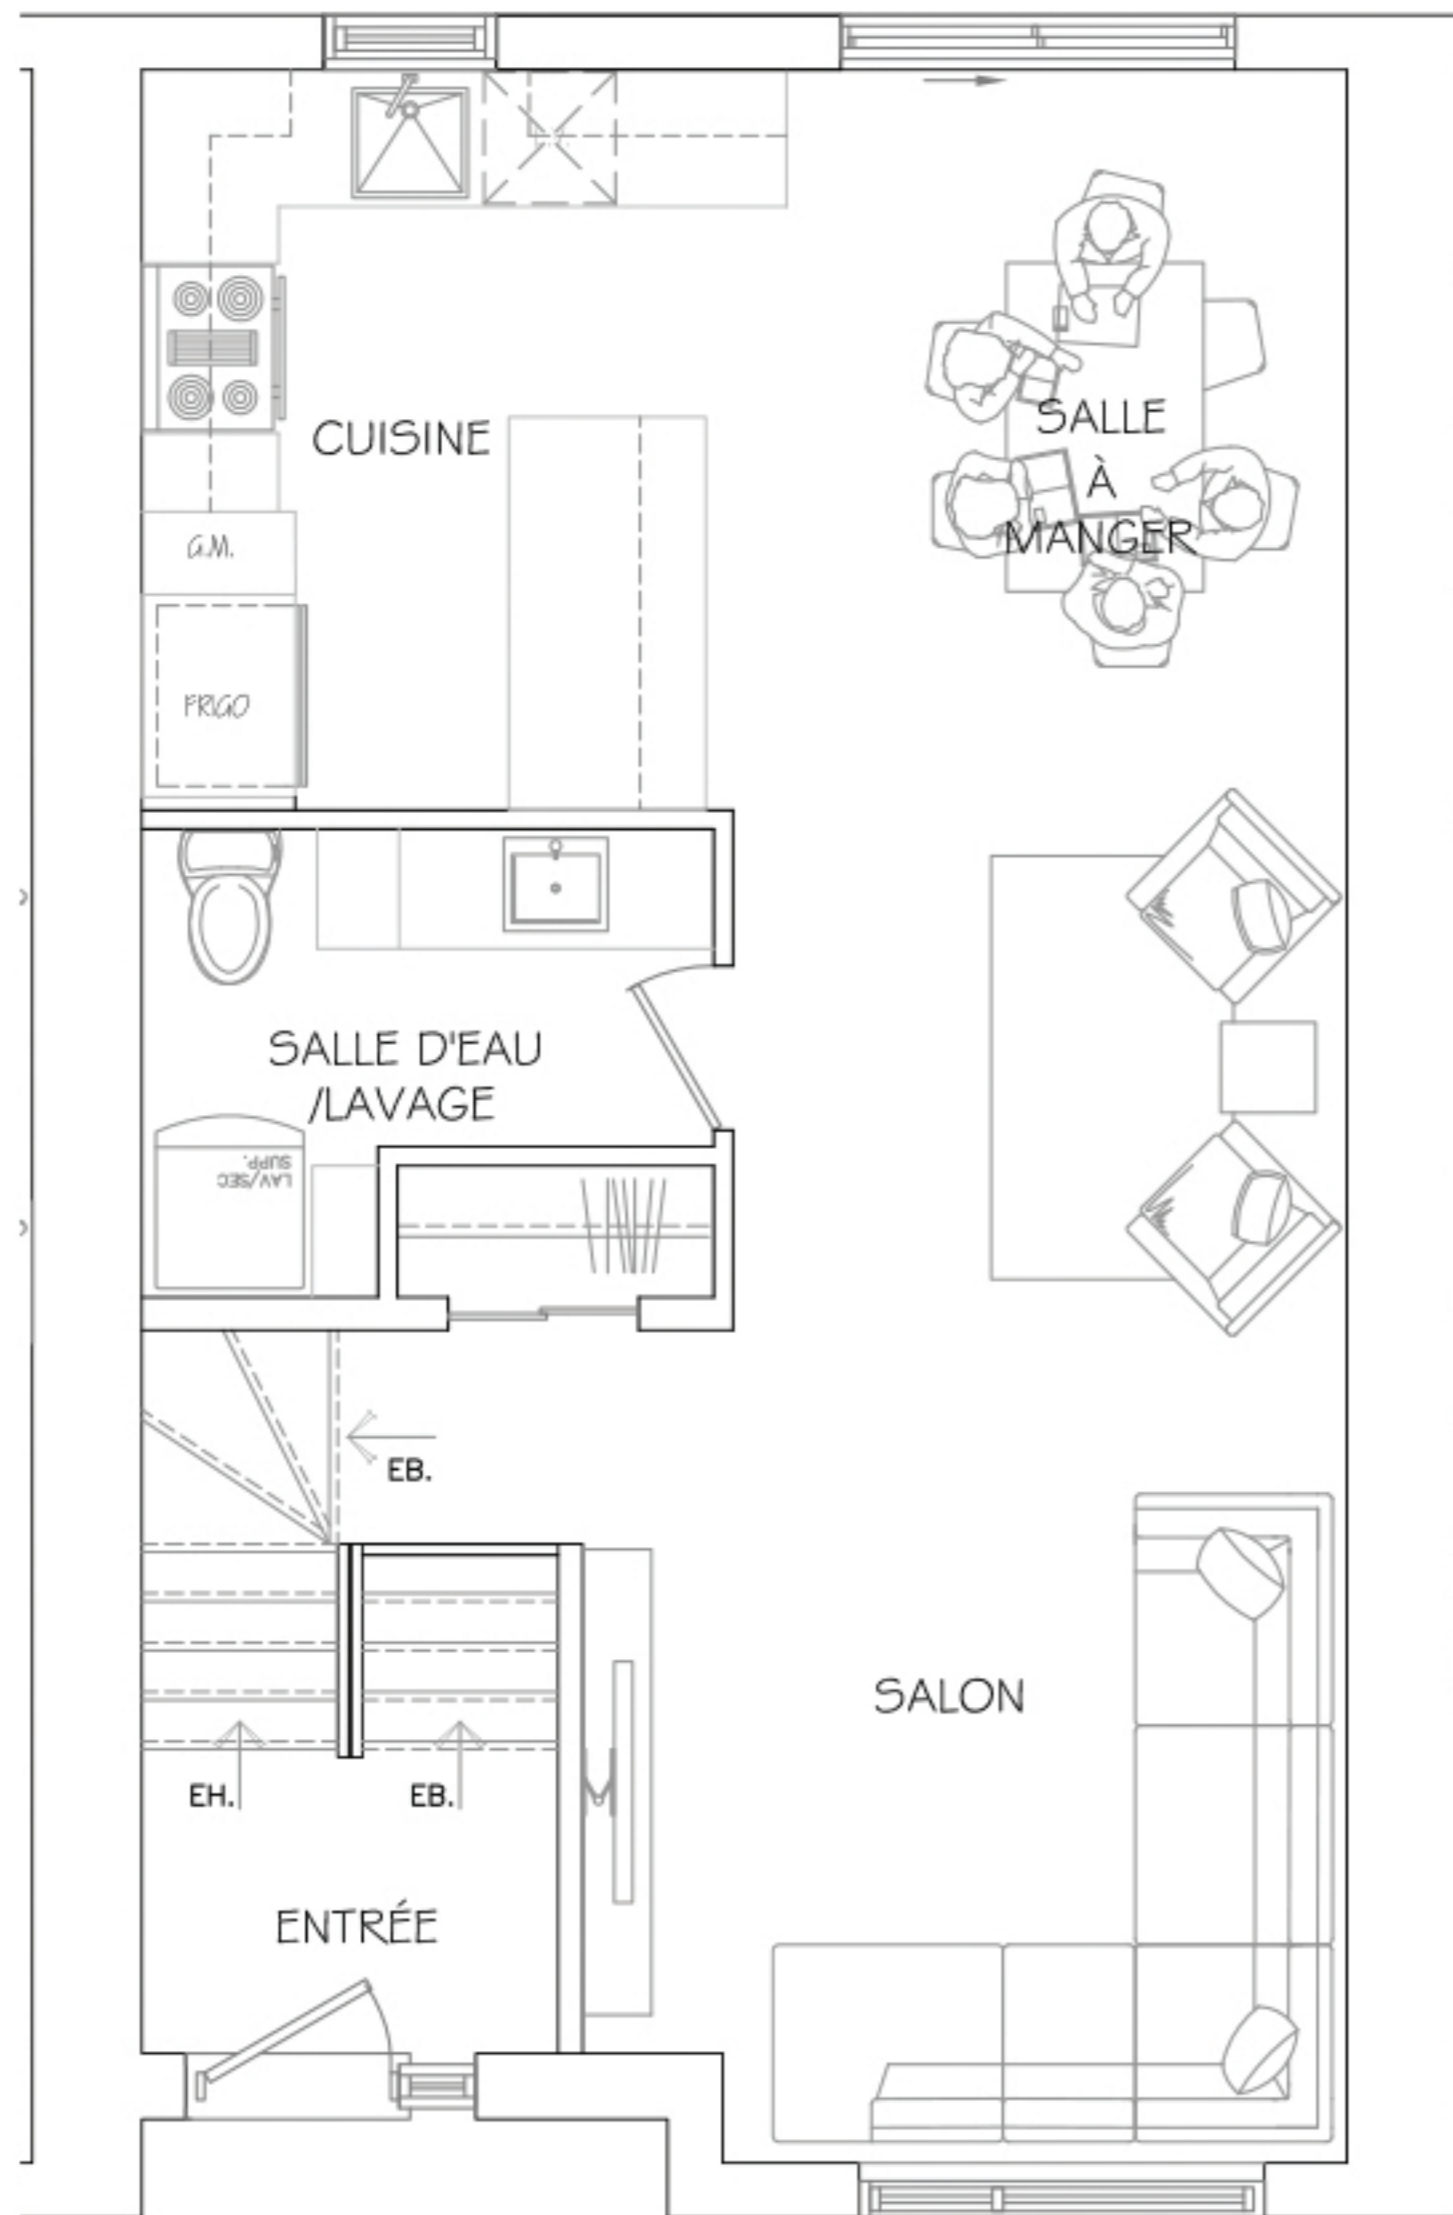 CUISINE
SALLE
À
MANGER
G.M.
FRIGO
SALLE D'EAU
/LAVAGE
LAV/SEC
SUPP.
EB.
SALON
EH.
EB.
ENTRÉE